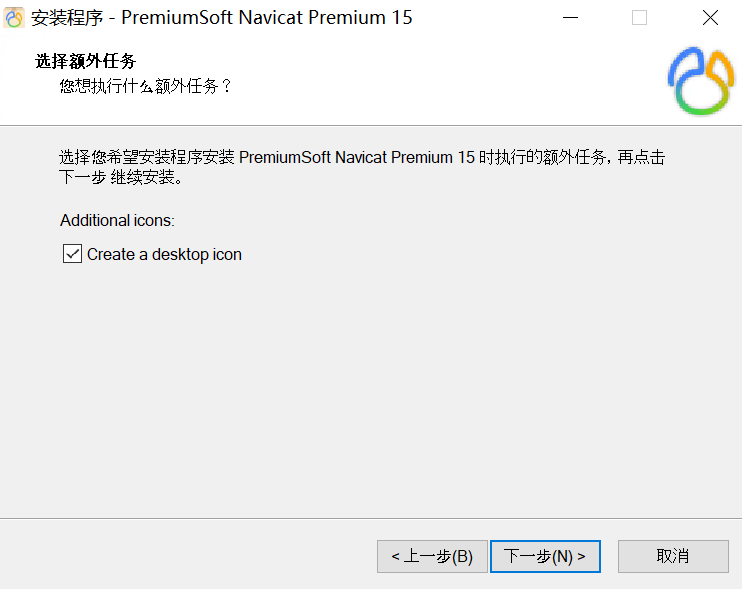 安装程序 - PremiumSoft Navicat Premium 15
选择额外任务
您想执行什么额外任务？
选择您希望安装程序安装 PremiumSoft Navicat Premium 15 时执行的额外任务, 再点击
下一步 继续安装。
Additional icons:
Create a desktop icon
< 上一步(B) 下一步(N) > 取消